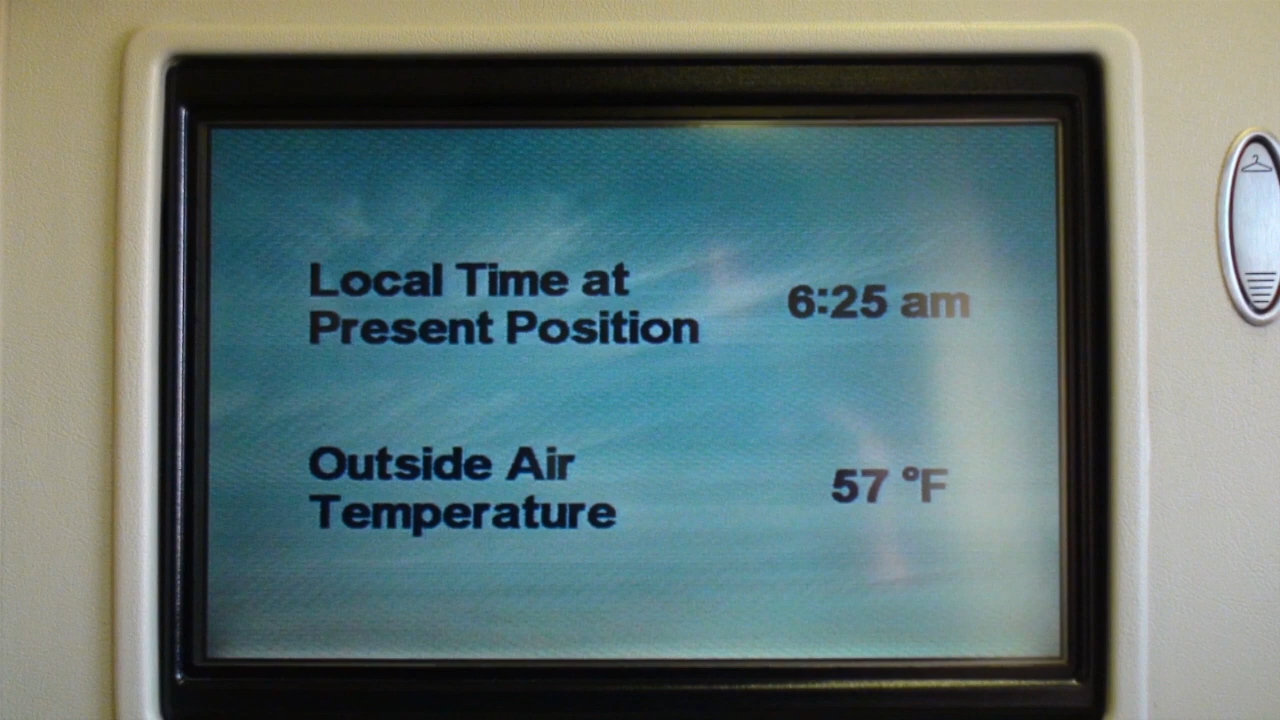 Local Time at
Present Position
6:25 am
Outside Air
Temperature
57 °F